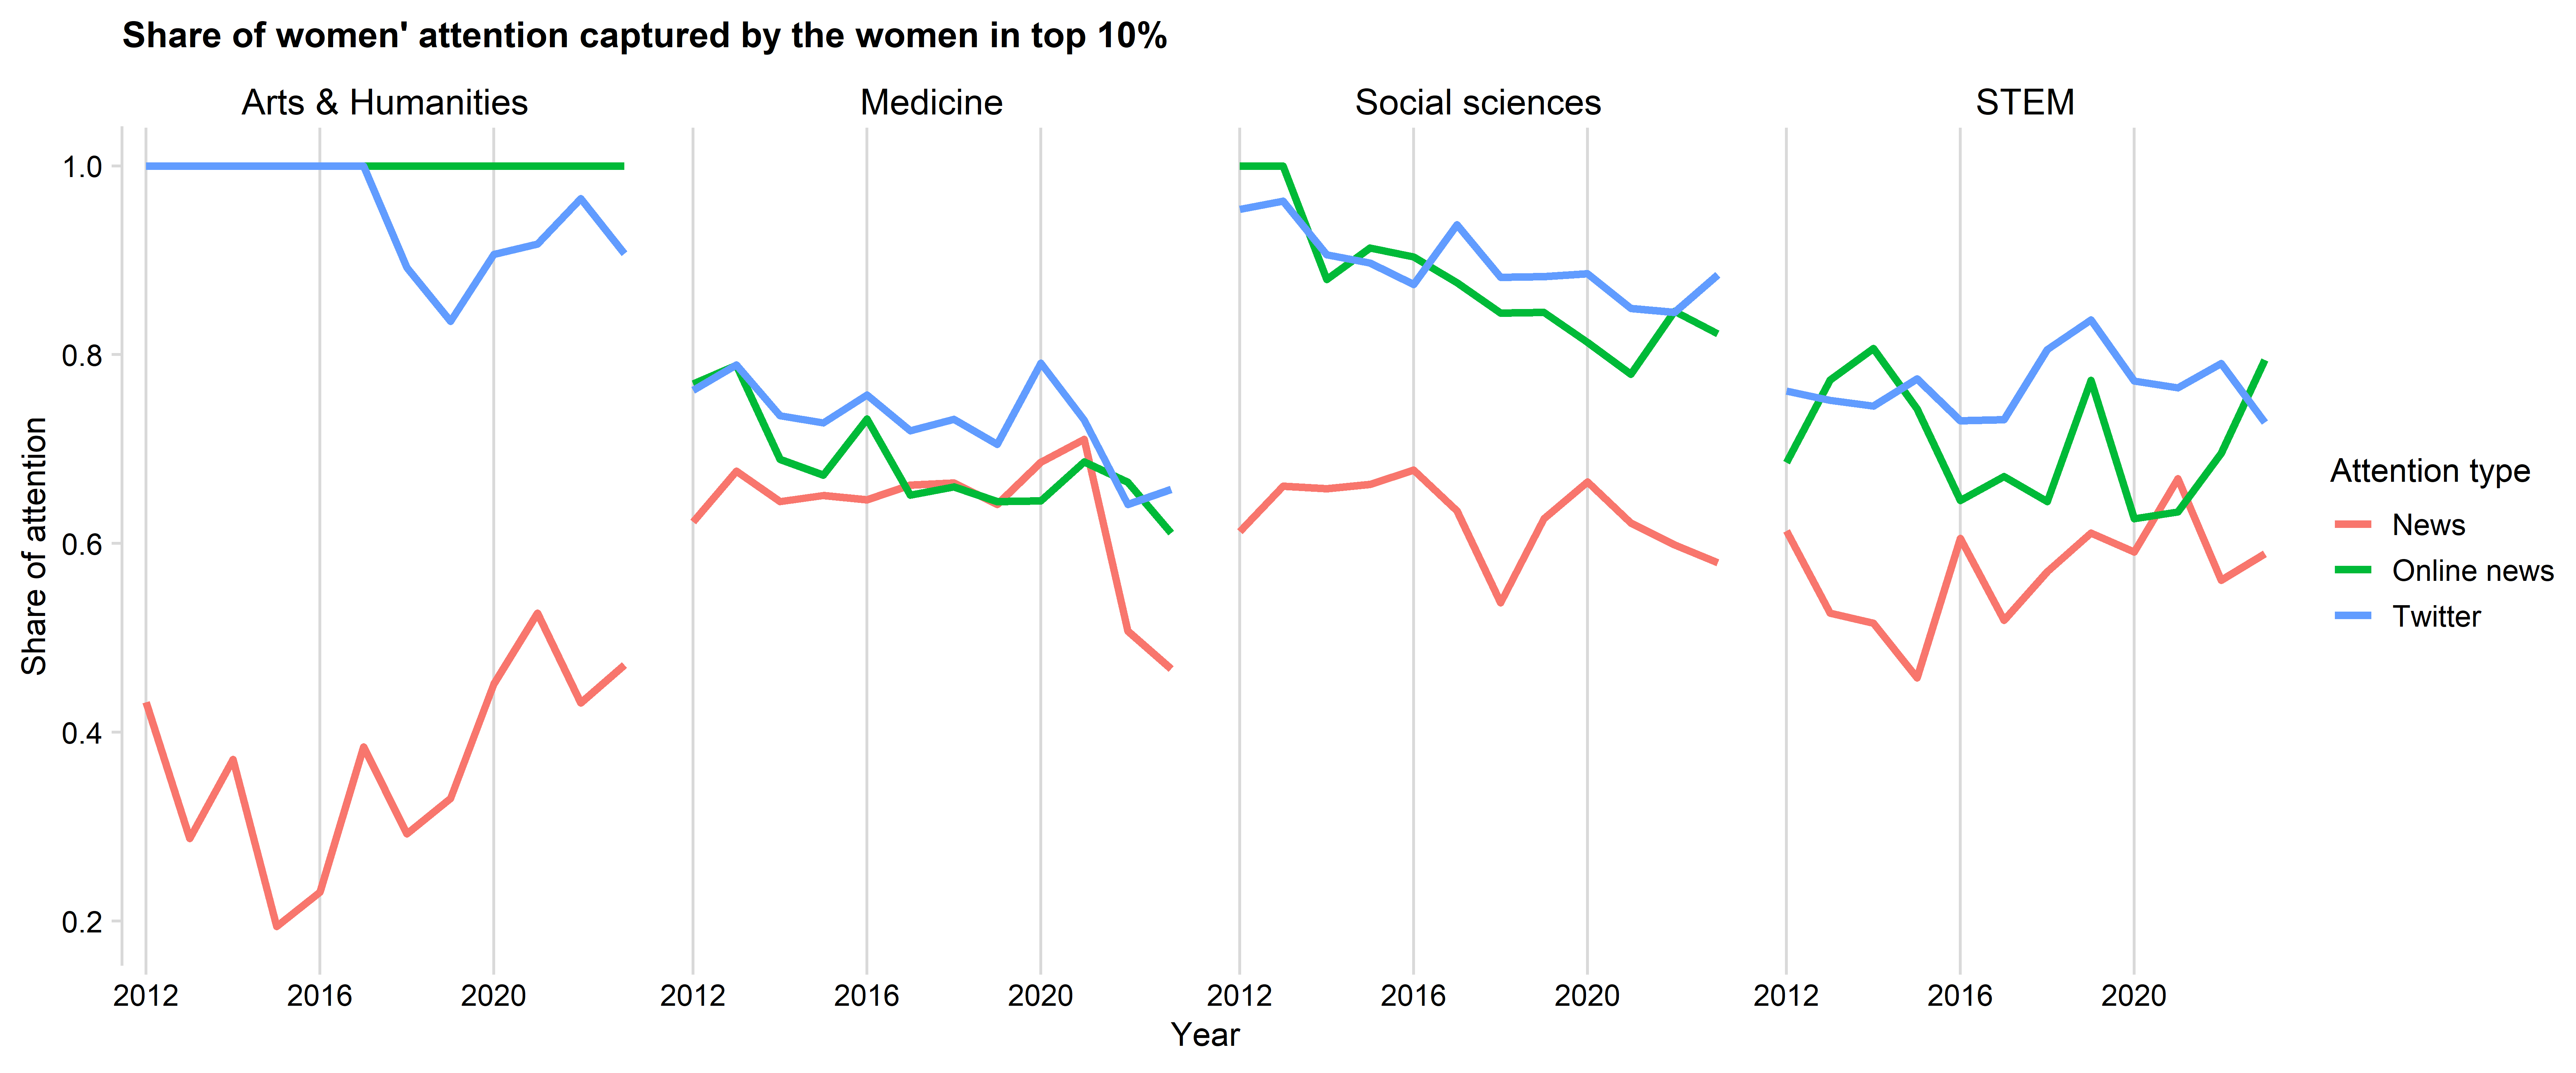 Share of women' attention captured by the women in top 10%
Arts & Humanities
Medicine
Social sciences
STEM
1.0
0.8
0.6
0.4
0.2
Share of attention
2012 2016 2020
2012 2016 2020
2012 2016 2020
2012 2016 2020
Year
Attention type
News
Online news
Twitter